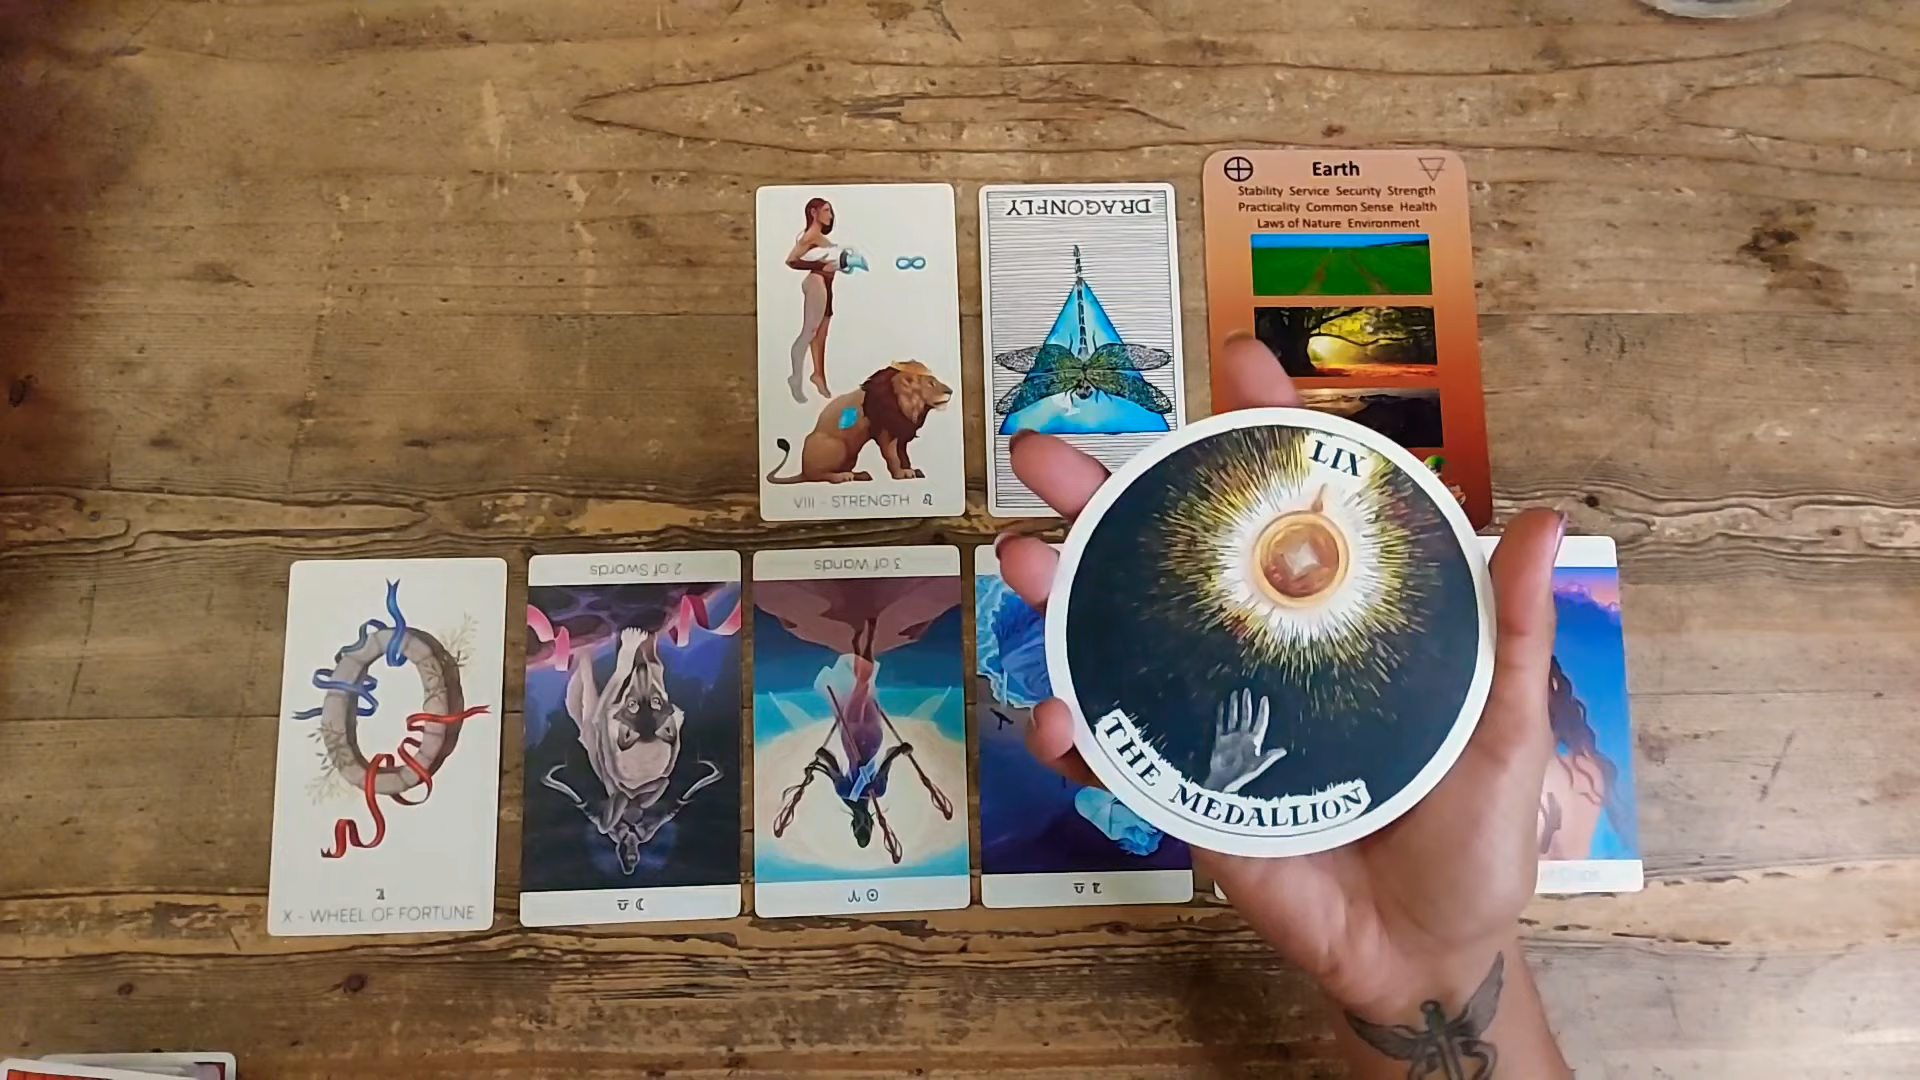 Earth
Stability Service Security Strength
Practicality Common Sense Health
Laws of Nature Environment
DRAGONFLY
VIII - STRENGTH
LIX
THE MEDALLION
2 of Swords
3 of Wands
X - WHEEL OF FORTUNE